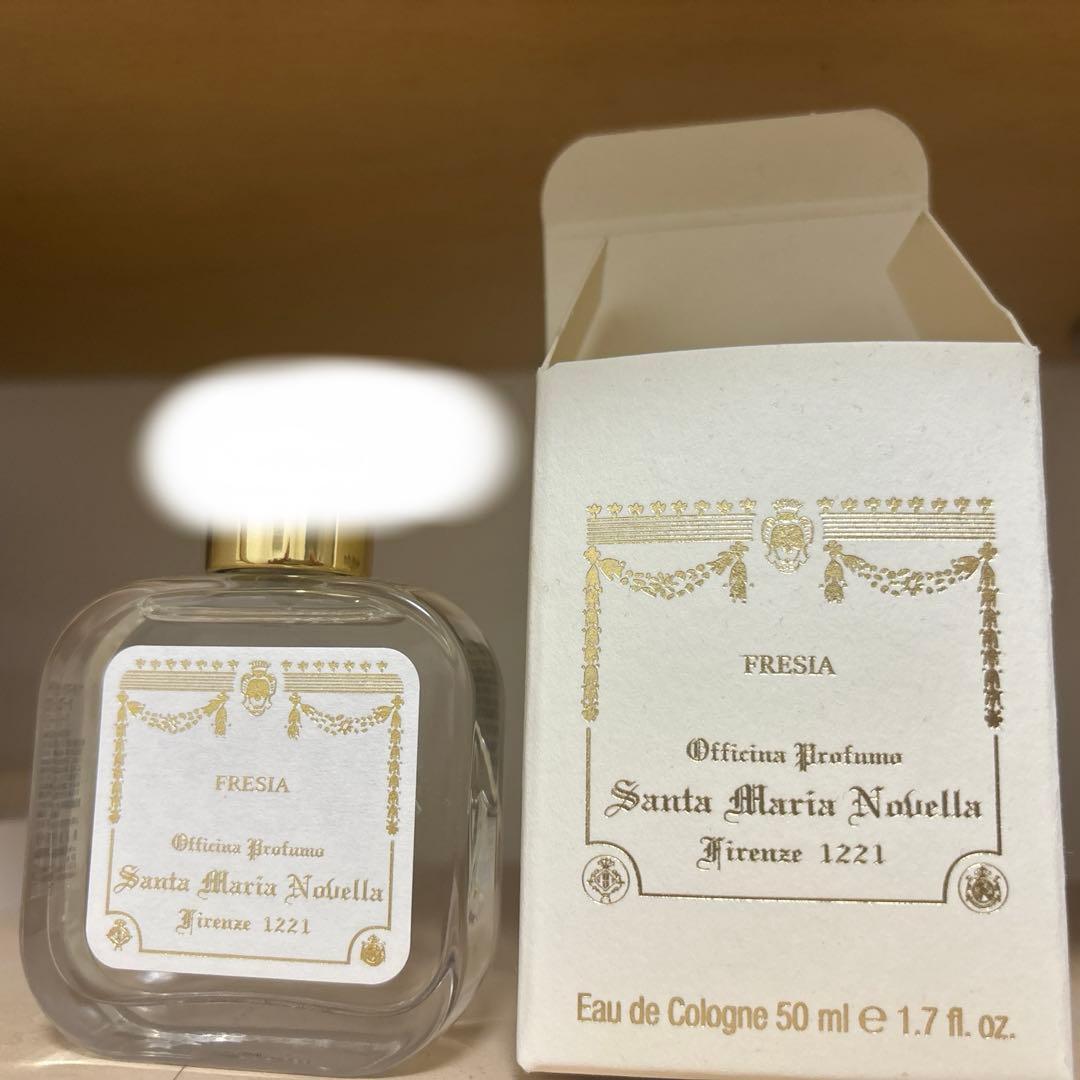 FRESIA
Officina Profumo
Santa Maria Novella
Firenze 1221
FRESIA
Officina Profumo
Santa Maria Novella
Firenze 1221
Eau de Cologne 50 ml e 1.7 fl. oz.